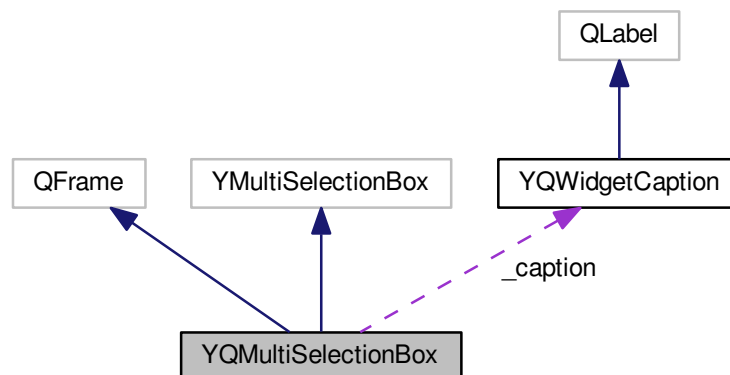 QLabel
QFrame
YMultiSelectionBox
YQWidgetCaption
_caption
YQMultiSelectionBox